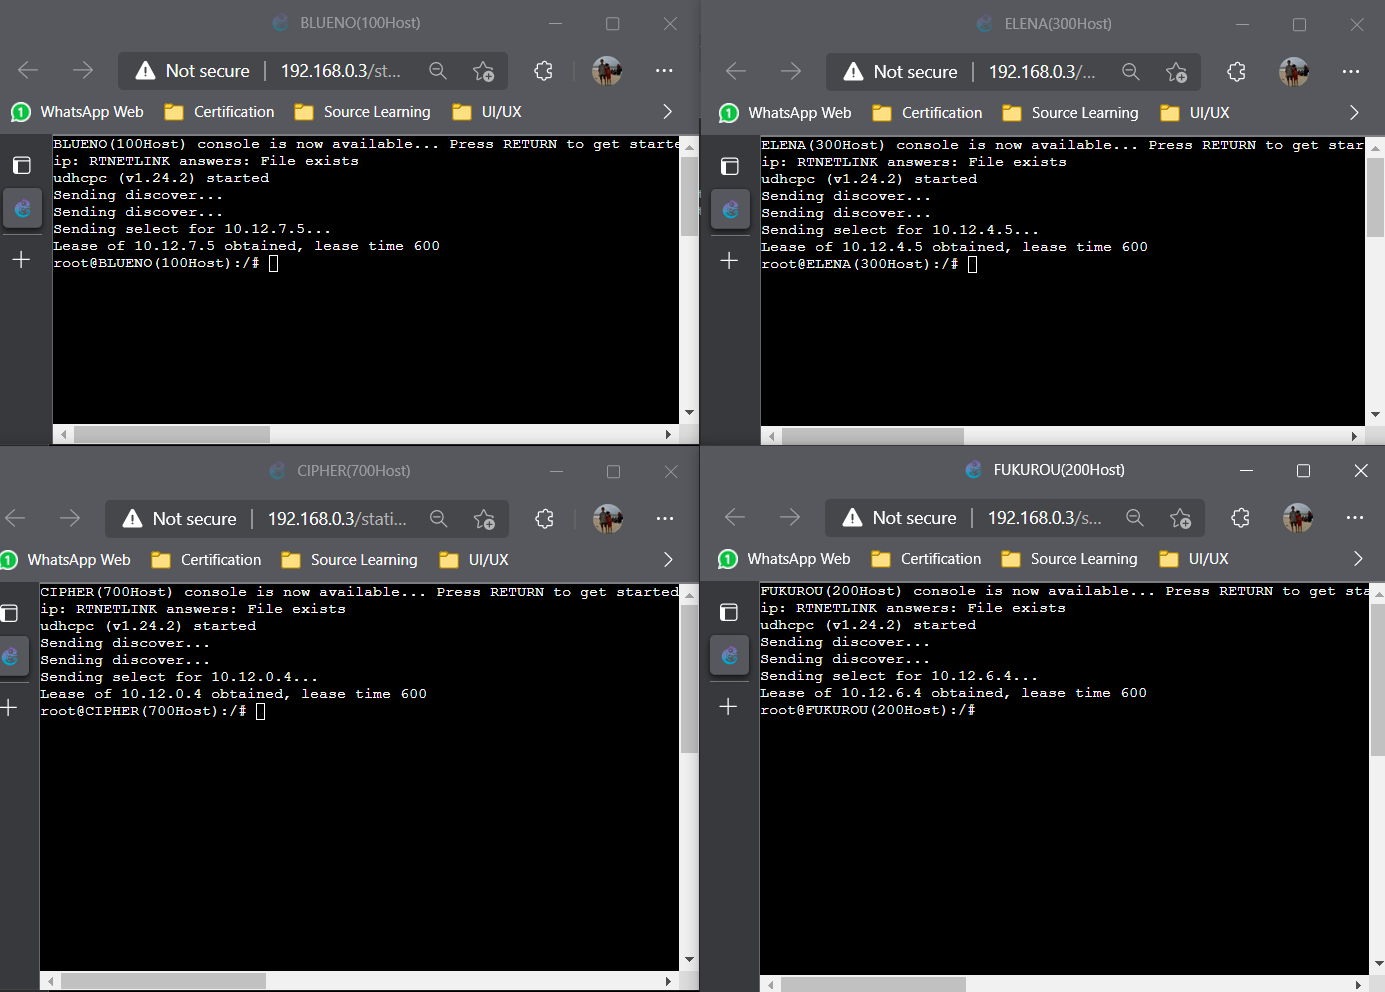 BLUENO(100Host)
Not secure
192.168.0.3/st...
1
WhatsApp Web
Certification
Source Learning
UI/UX
BLUENO(100Host) console is now available... Press RETURN to get starte
ip: RTNETLINK answers: File exists
udhcpc (v1.24.2) started
Sending discover...
Sending discover...
Sending select for 10.12.7.5...
Lease of 10.12.7.5 obtained, lease time 600
root@BLUENO(100Host):/#
ELENA(300Host)
Not secure
192.168.0.3/...
1
WhatsApp Web
Certification
Source Learning
UI/UX
ELENA(300Host) console is now available... Press RETURN to get star
ip: RTNETLINK answers: File exists
udhcpc (v1.24.2) started
Sending discover...
Sending discover...
Sending select for 10.12.4.5...
Lease of 10.12.4.5 obtained, lease time 600
root@ELENA(300Host):/#
CIPHER(700Host)
Not secure
192.168.0.3/stati...
1
WhatsApp Web
Certification
Source Learning
UI/UX
CIPHER(700Host) console is now available... Press RETURN to get started
ip: RTNETLINK answers: File exists
udhcpc (v1.24.2) started
Sending discover...
Sending discover...
Sending select for 10.12.0.4...
Lease of 10.12.0.4 obtained, lease time 600
root@CIPHER(700Host):/#
FUKUROU(200Host)
Not secure
192.168.0.3/s...
1
WhatsApp Web
Certification
Source Learning
UI/UX
FUKUROU(200Host) console is now available... Press RETURN to get sta
ip: RTNETLINK answers: File exists
udhcpc (v1.24.2) started
Sending discover...
Sending discover...
Sending select for 10.12.6.4...
Lease of 10.12.6.4 obtained, lease time 600
root@FUKUROU(200Host):/#